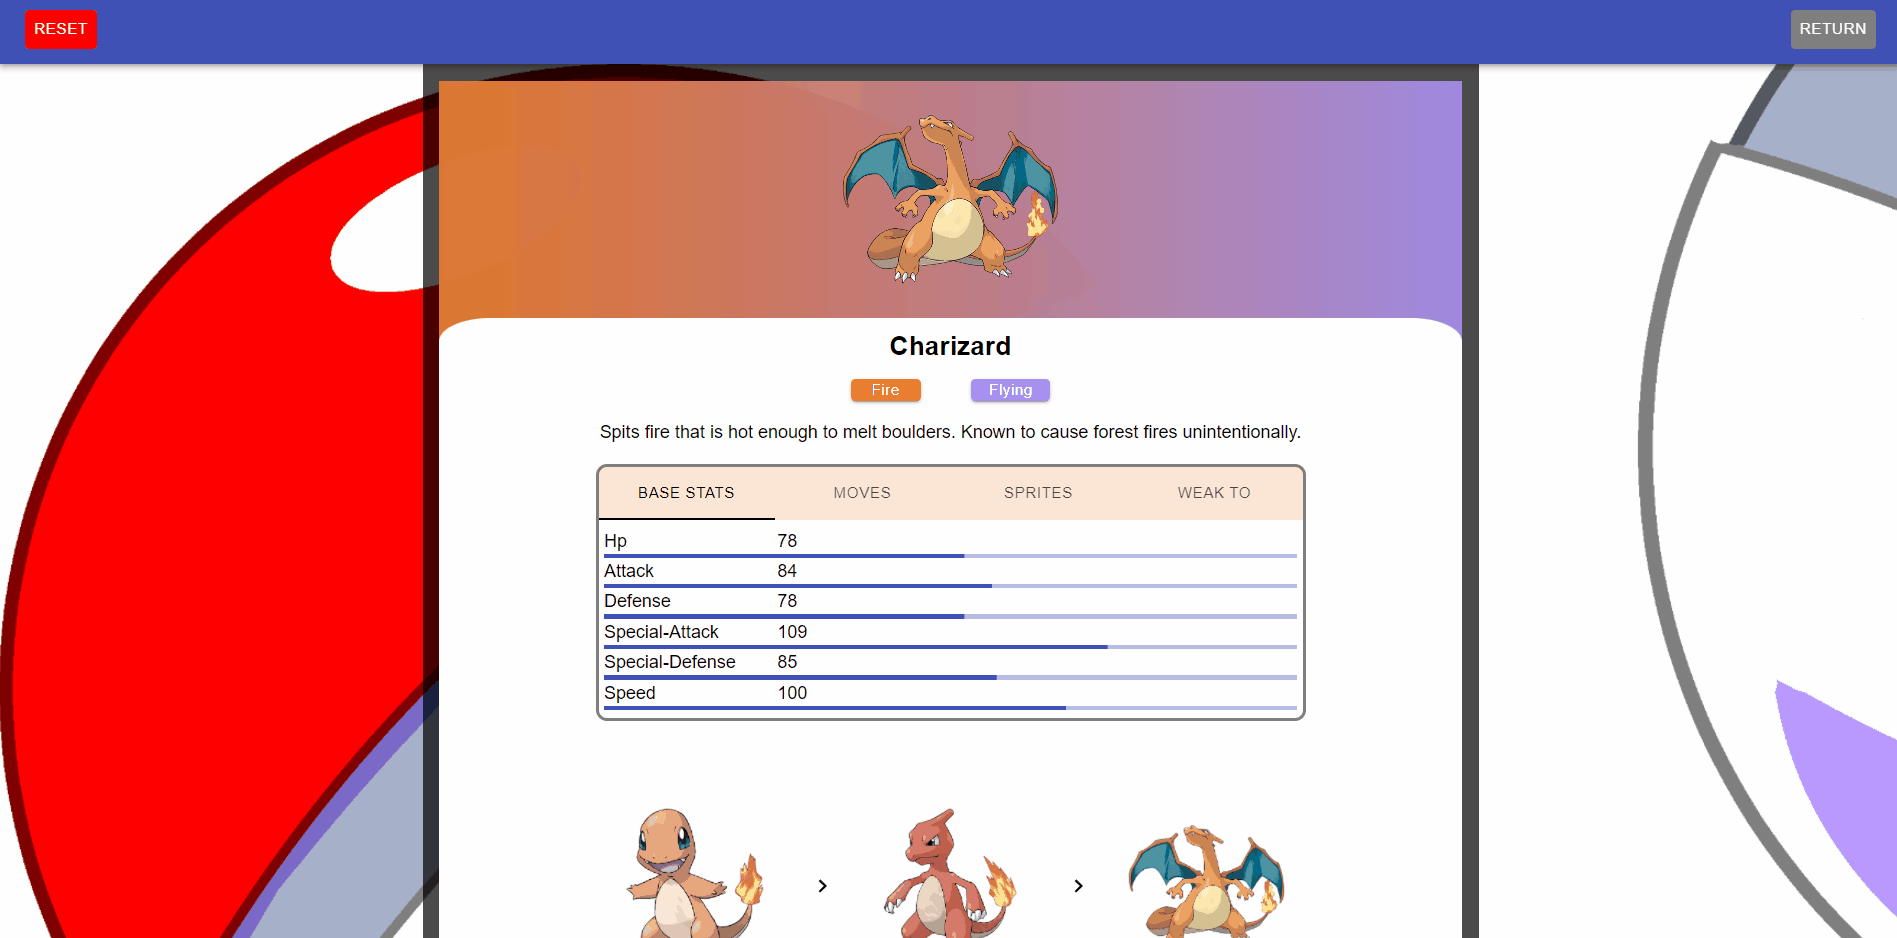 RESET
RETURN
Charizard
Fire Flying
Spits fire that is hot enough to melt boulders. Known to cause forest fires unintentionally.
BASE STATS MOVES SPRITES WEAK TO
Hp 78
Attack 84
Defense 78
Special-Attack 109
Special-Defense 85
Speed 100